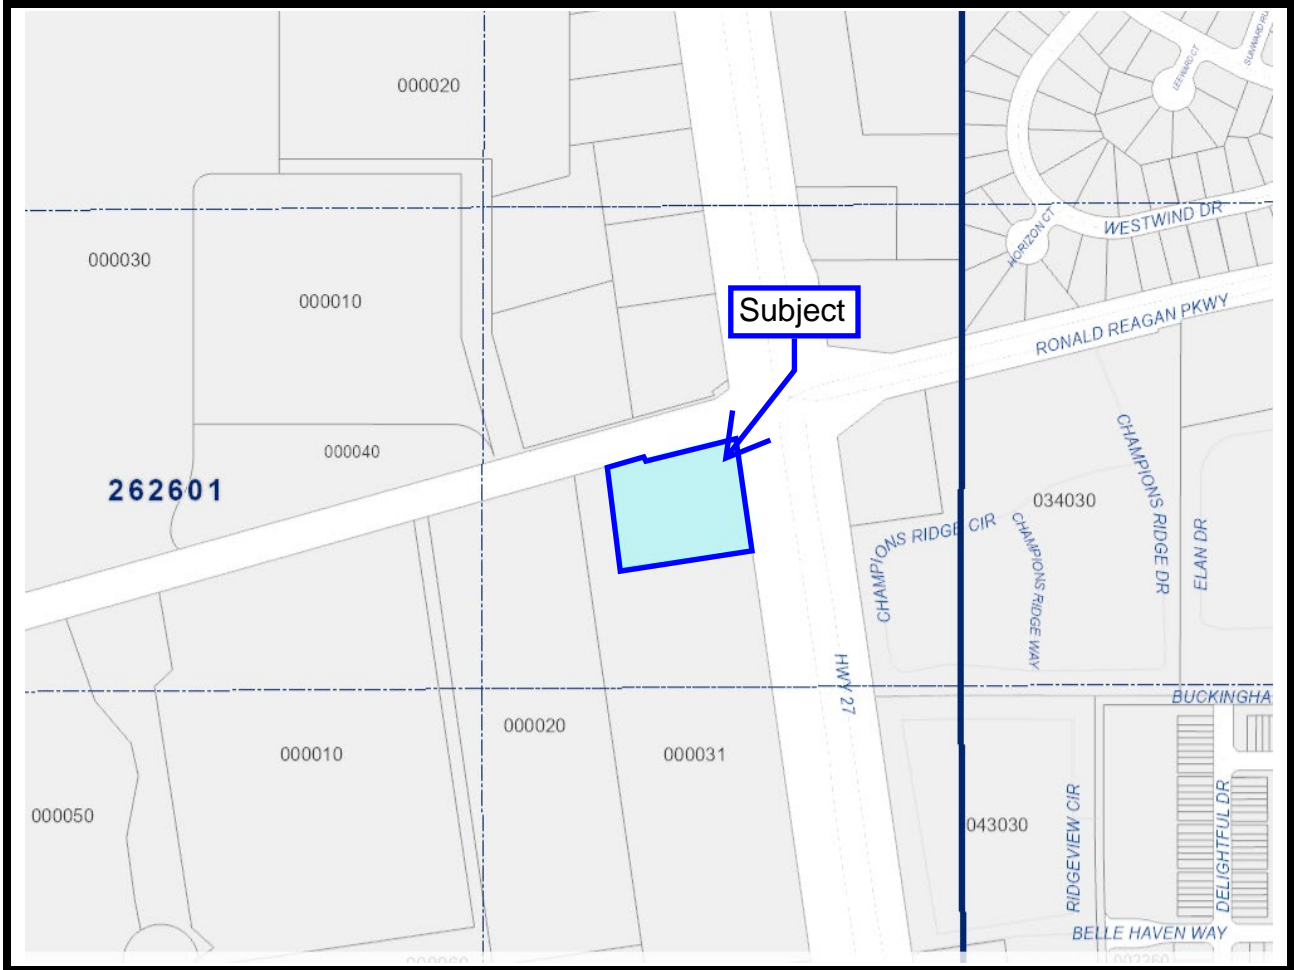 000020
LEEWARD CT
WESTWIND DR
HORIZON CT
000030
000010
Subject
RONALD REAGAN PKWY
000040
262601
CHAMPIONS RIDGE DR
034030
CHAMPIONS RIDGE CIR
CHAMPIONS RIDGE WAY
ELAN DR
HWY 27
BUCKINGHA
000020
000010
000031
000050
043030
RIDGEVIEW CIR
DELIGHTFUL DR
BELLE HAVEN WAY